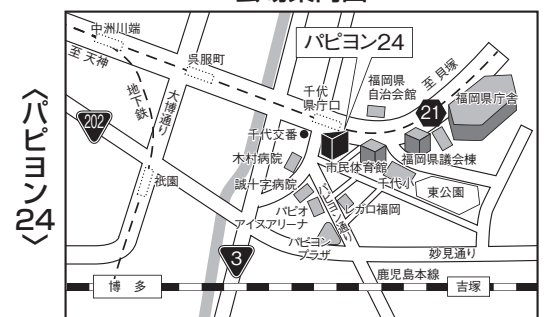 〈パピヨン24〉
中洲川端
至 天神
呉服町
パピヨン24
地下鉄
大博通り
千代
県庁口
福岡県
自治会館
至 貝塚
21
福岡県庁舎
202
千代交番
木村病院
市民体育館
福岡県議会棟
祇園
誠十字病院
千代小
東公園
パピオ
アイスアリーナ
パピヨン通り
レガロ福岡
パピヨン
プラザ
妙見通り
3
鹿児島本線
博 多
吉塚